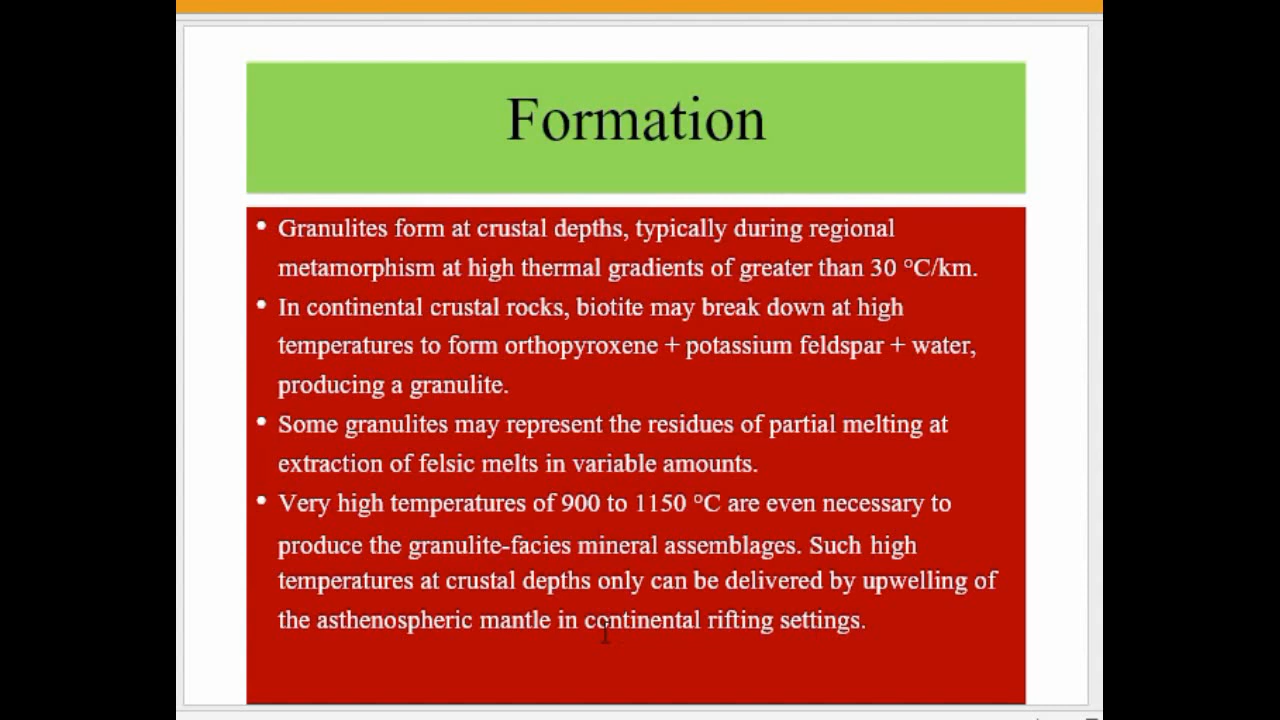 Formation
• Granulites form at crustal depths, typically during regional
metamorphism at high thermal gradients of greater than 30 °C/km.
• In continental crustal rocks, biotite may break down at high
temperatures to form orthopyroxene + potassium feldspar + water,
producing a granulite.
• Some granulites may represent the residues of partial melting at
extraction of felsic melts in variable amounts.
• Very high temperatures of 900 to 1150 °C are even necessary to
produce the granulite-facies mineral assemblages. Such high
temperatures at crustal depths only can be delivered by upwelling of
the asthenospheric mantle in continental rifting settings.